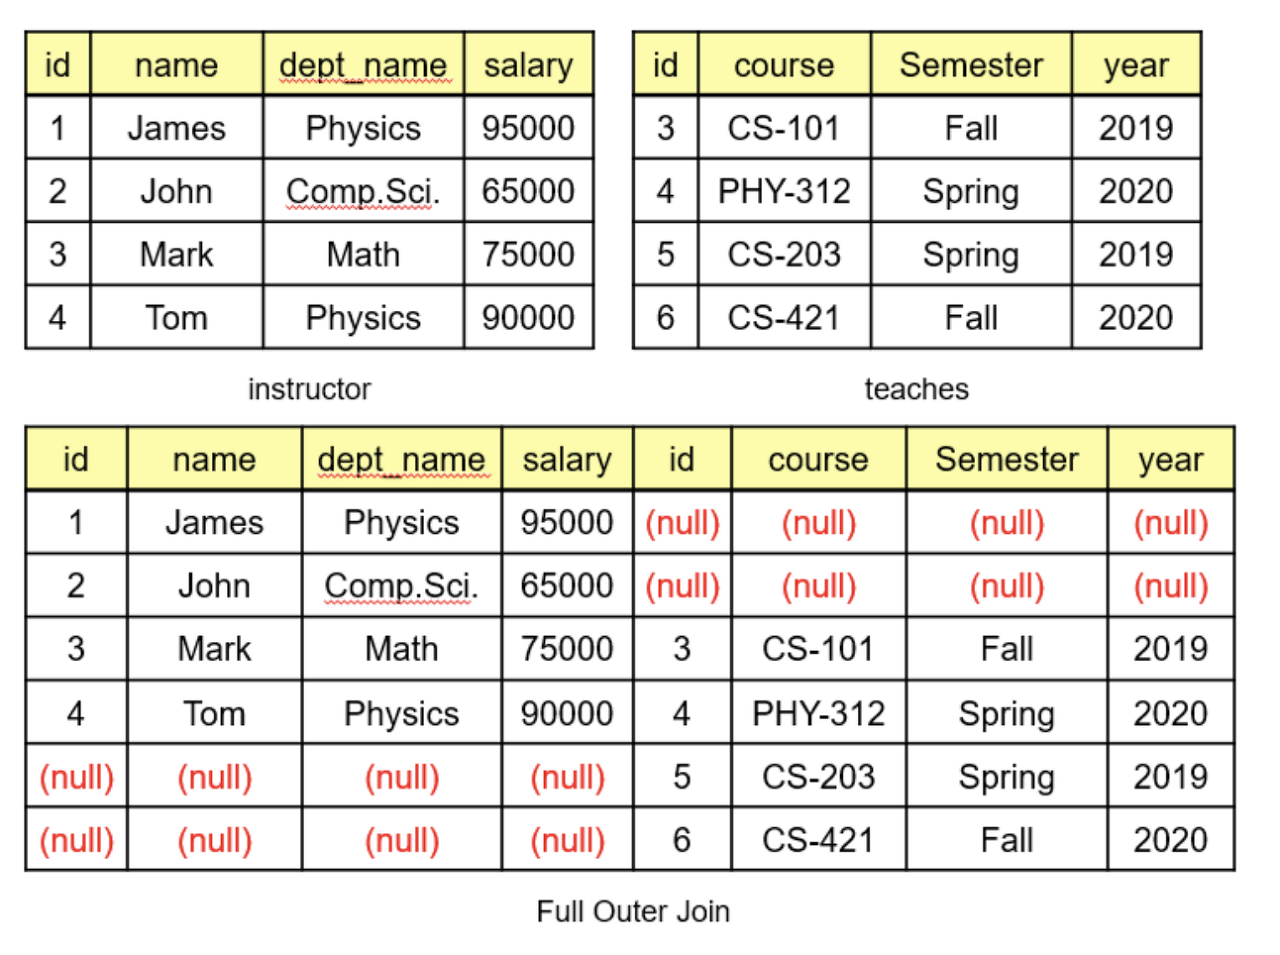 id name dept_name salary
1 James Physics 95000
2 John Comp.Sci. 65000
3 Mark Math 75000
4 Tom Physics 90000
instructor
id course Semester year
3 CS-101 Fall 2019
4 PHY-312 Spring 2020
5 CS-203 Spring 2019
6 CS-421 Fall 2020
teaches
id name dept_name salary id course Semester year
1 James Physics 95000 (null) (null) (null) (null)
2 John Comp.Sci. 65000 (null) (null) (null) (null)
3 Mark Math 75000 3 CS-101 Fall 2019
4 Tom Physics 90000 4 PHY-312 Spring 2020
(null) (null) (null) (null) 5 CS-203 Spring 2019
(null) (null) (null) (null) 6 CS-421 Fall 2020
Full Outer Join